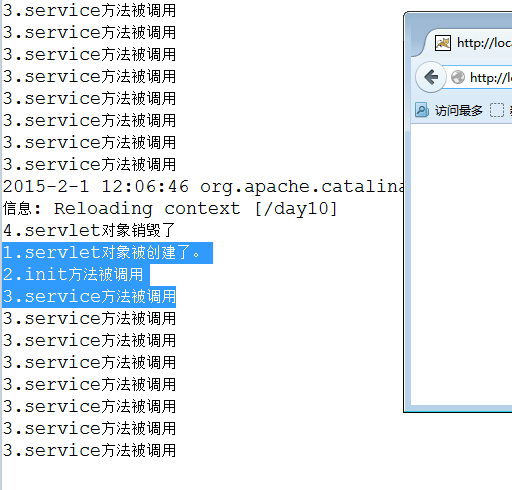 3.service方法被调用
3.service方法被调用
3.service方法被调用
3.service方法被调用
3.service方法被调用
3.service方法被调用
3.service方法被调用
3.service方法被调用
2015-2-1 12:06:46 org.apache.catalina
信息: Reloading context [/day10]
4.servlet对象销毁了
1.servlet对象被创建了。
2.init方法被调用
3.service方法被调用
3.service方法被调用
3.service方法被调用
3.service方法被调用
3.service方法被调用
3.service方法被调用
3.service方法被调用
3.service方法被调用
http://loc
http://l
访问最多